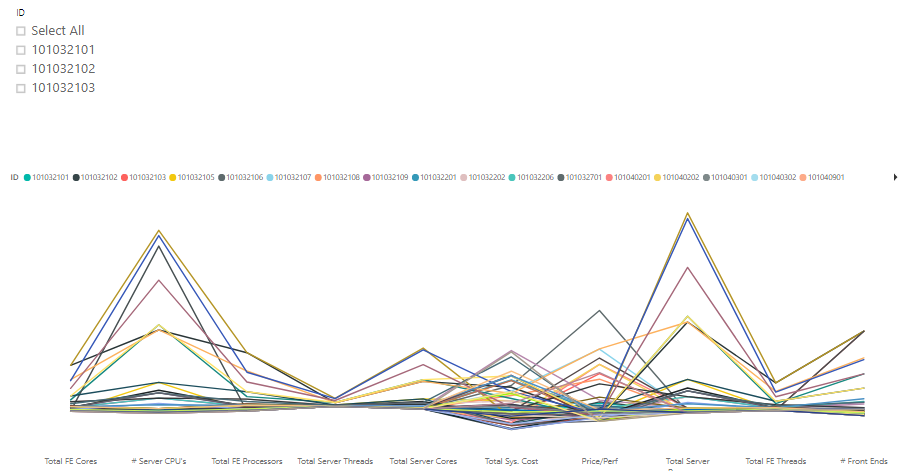 ID
Select All
101032101
101032102
101032103
ID 101032101 101032102 101032103 101032105 101032106 101032107 101032108 101032109 101032201 101032202 101032206 101032701 101040201 101040202 101040301 101040302 101040901
Total FE Cores # Server CPU's Total FE Processors Total Server Threads Total Server Cores Total Sys. Cost Price/Perf Total Server Total FE Threads # Front Ends